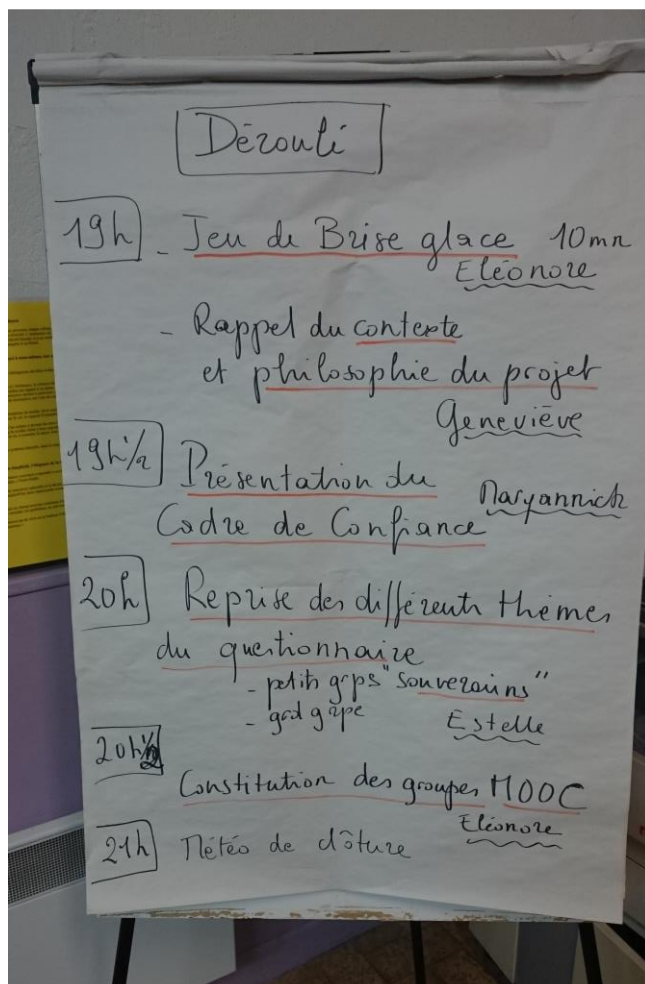 Déroulé
19h - Jeu de Brise glace 10mn
Eléonore
- Rappel du contexte
et philosophie du projet
Geneviève
19h1/2 Présentation du
Maryannick
Cadre de Confiance
20h Reprise des différents thèmes
du questionnaire
- petits grps "souverains"
- grd grpe
Estelle
20h1/2
Constitution des groupes MOOC
Eléonore
21h Météo de clôture